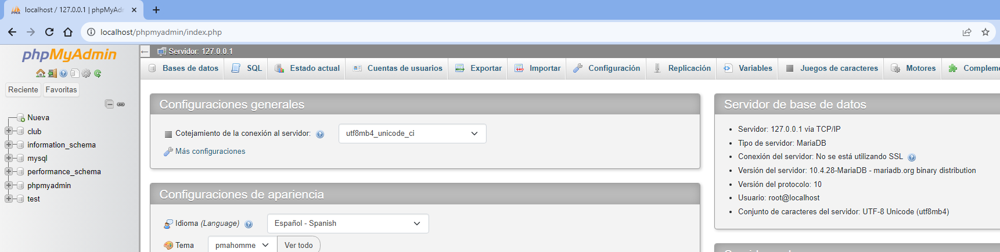 localhost / 127.0.0.1 | phpMyAdr
localhost/phpmyadmin/index.php
phpMyAdmin
Reciente Favoritas
Nueva
club
information_schema
mysql
performance_schema
phpmyadmin
test
Servidor: 127.0.0.1
Bases de datos SQL Estado actual Cuentas de usuarios Exportar Importar Configuración Replicación Variables Juegos de caracteres Motores Compleme
Configuraciones generales
Cotejamiento de la conexión al servidor: utf8mb4_unicode_ci
Más configuraciones
Configuraciones de apariencia
Idioma (Language) Español - Spanish
Tema pmahomme Ver todo
Servidor de base de datos
Servidor: 127.0.0.1 via TCP/IP
Tipo de servidor: MariaDB
Conexión del servidor: No se está utilizando SSL
Versión del servidor: 10.4.28-MariaDB - mariadb.org binary distribution
Versión del protocolo: 10
Usuario: root@localhost
Conjunto de caracteres del servidor: UTF-8 Unicode (utf8mb4)